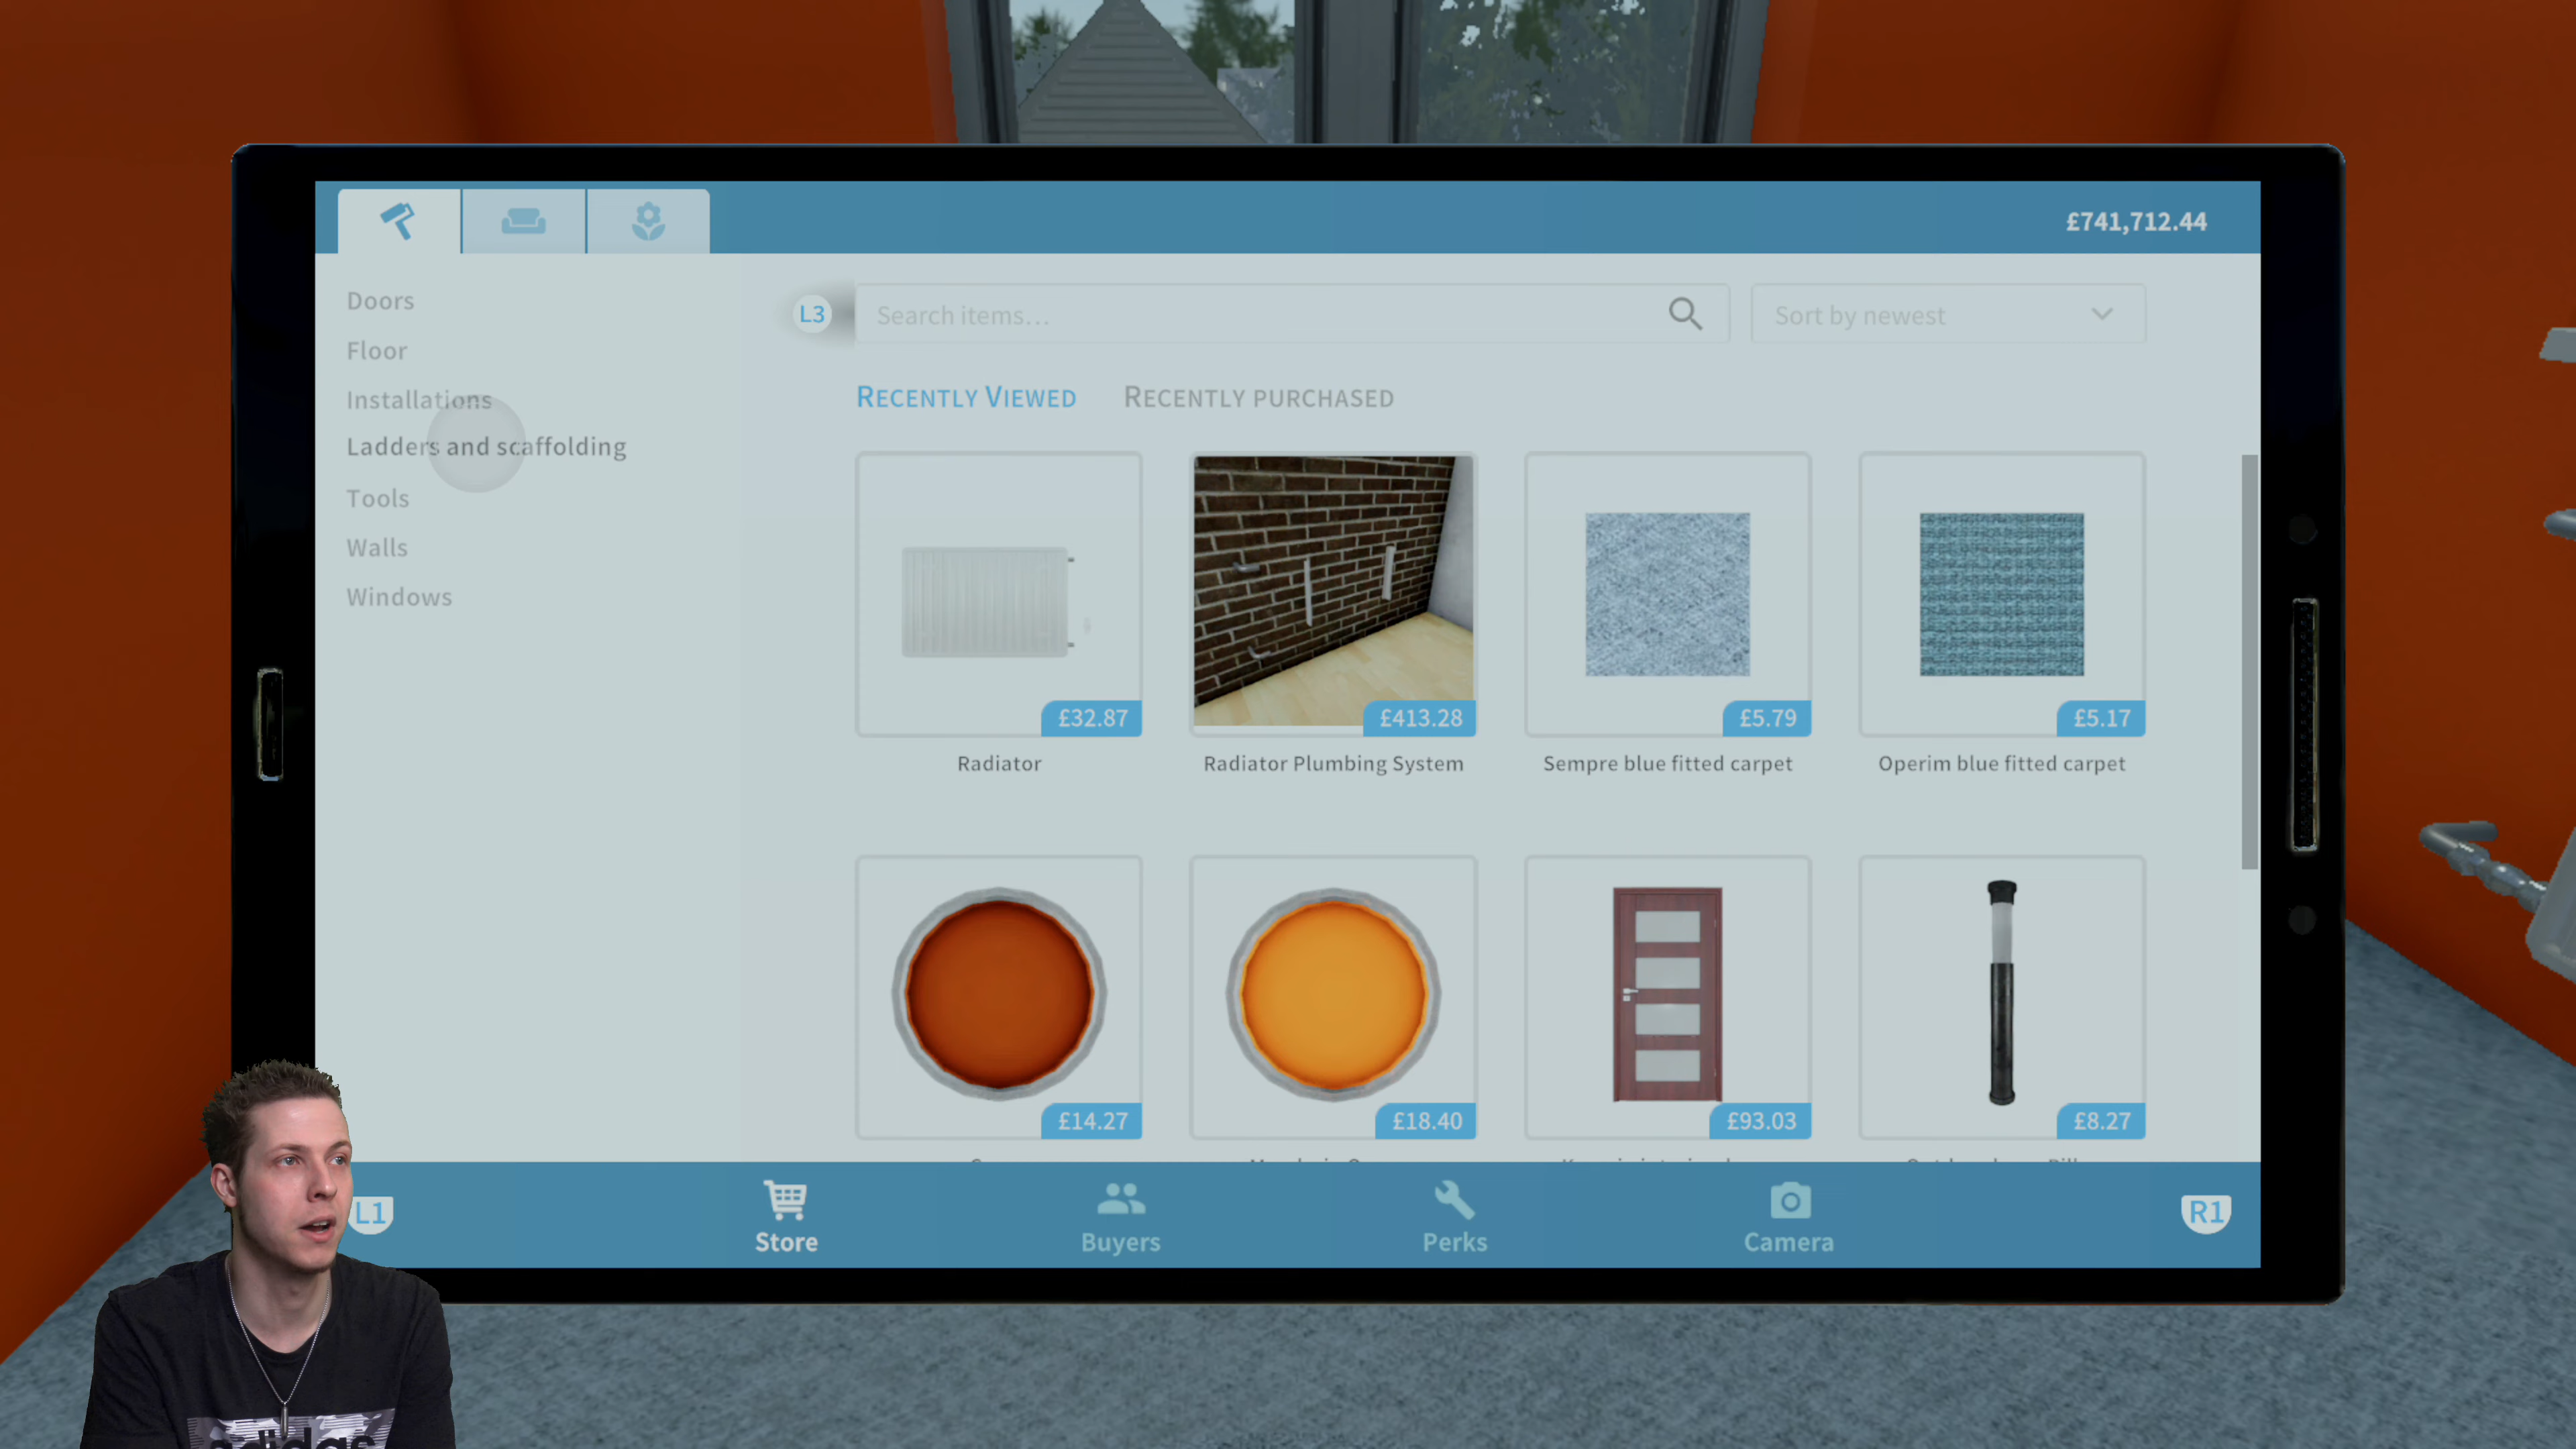 £741,712.44
Doors
Floor
Installations
Ladders and scaffolding
Tools
Walls
Windows
L3
Search items...
Sort by newest
RECENTLY VIEWED
RECENTLY PURCHASED
£32.87
£413.28
£5.79
£5.17
Radiator
Radiator Plumbing System
Sempre blue fitted carpet
Operim blue fitted carpet
£14.27
£18.40
£93.03
£8.27
L1
Store
Buyers
Perks
Camera
R1
adidas